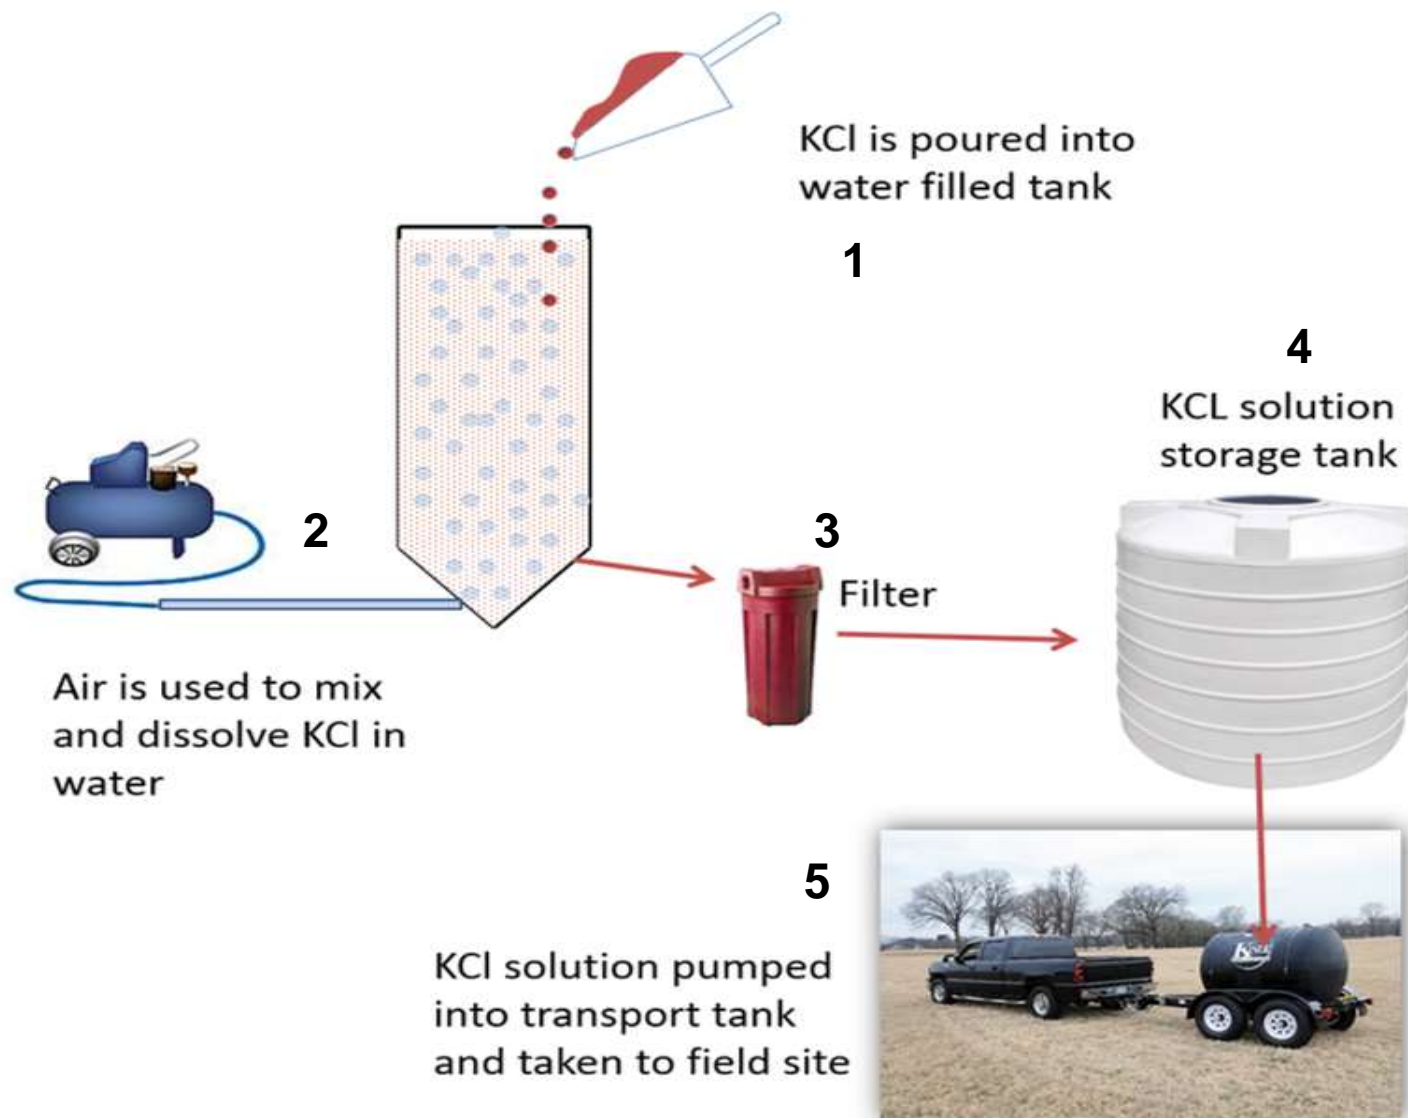 KCl is poured into
water filled tank
1
4
KCL solution
storage tank
2
3
Filter
Air is used to mix
and dissolve KCl in
water
5
KCl solution pumped
into transport tank
and taken to field site